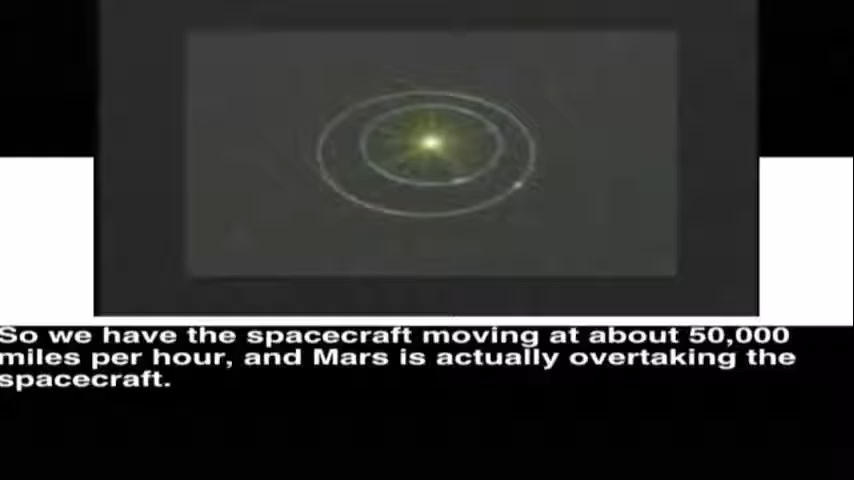 So we have the spacecraft moving at about 50,000
miles per hour, and Mars is actually overtaking the
spacecraft.